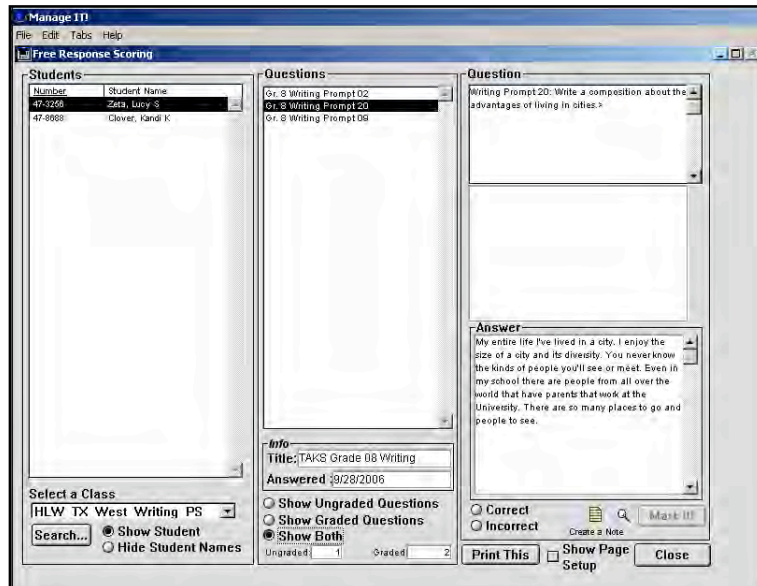 Manage IT!
File Edit Tabs Help
Free Response Scoring
Students
Number Student Name
47-3256 Zeta, Lucy S
47-8688 Clover, Kandi K
Select a Class
HLW TX West Writing PS
Search...
Show Student
Hide Student Names
Questions
Gr. 8 Writing Prompt 02
Gr. 8 Writing Prompt 20
Gr. 8 Writing Prompt 09
Info
Title: TAKS Grade 08 Writing
Answered : 9/28/2006
Show Ungraded Questions
Show Graded Questions
Show Both
Ungraded: 1 Graded: 2
Question
Writing Prompt 20: Write a composition about the
advantages of living in cities.>
Answer
My entire life I've lived in a city. I enjoy the
size of a city and its diversity. You never know
the kinds of people you'll see or meet. Even in
my school there are people from all over the
world that have parents that work at the
University. There are so many places to go and
people to see.
Correct
Incorrect
Create a Note
Mark It!
Print This
Show Page
Setup
Close